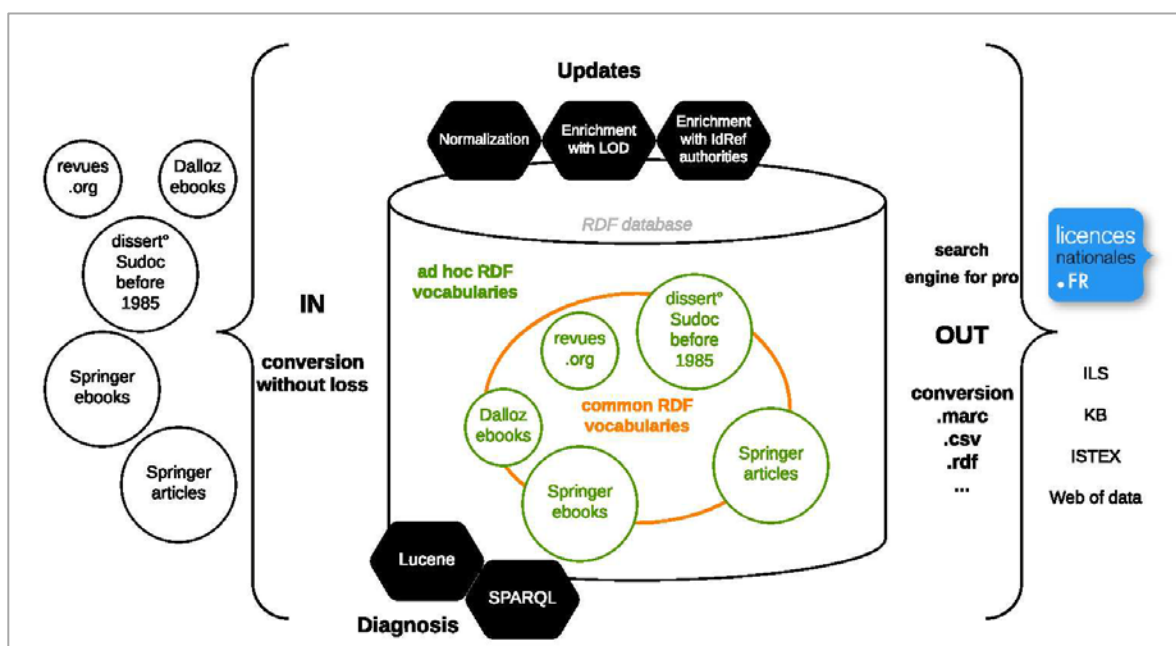 Updates
Normalization
Enrichment
with LOD
Enrichment
with IdRef
authorities
revues
.org
Dalloz
ebooks
dissert°
Sudoc
before
1985
Springer
ebooks
Springer
articles
IN
conversion
without loss
RDF database
ad hoc RDF
vocabularies
revues
.org
dissert°
Sudoc
before
1985
Dalloz
ebooks
common RDF
vocabularies
Springer
ebooks
Springer
articles
Lucene
SPARQL
Diagnosis
search
engine for pro
OUT
conversion
.marc
.csv
.rdf
...
licences
nationales
.FR
ILS
KB
ISTEX
Web of data